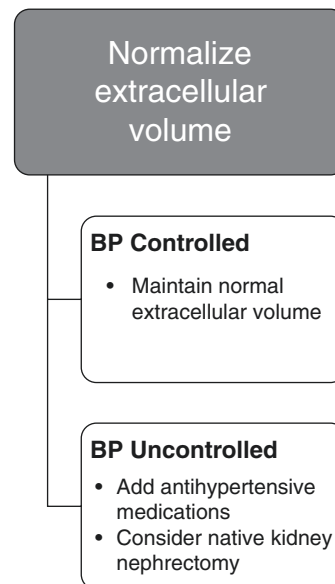 Normalize
extracellular
volume
BP Controlled
• Maintain normal
extracellular volume
BP Uncontrolled
• Add antihypertensive
medications
• Consider native kidney
nephrectomy